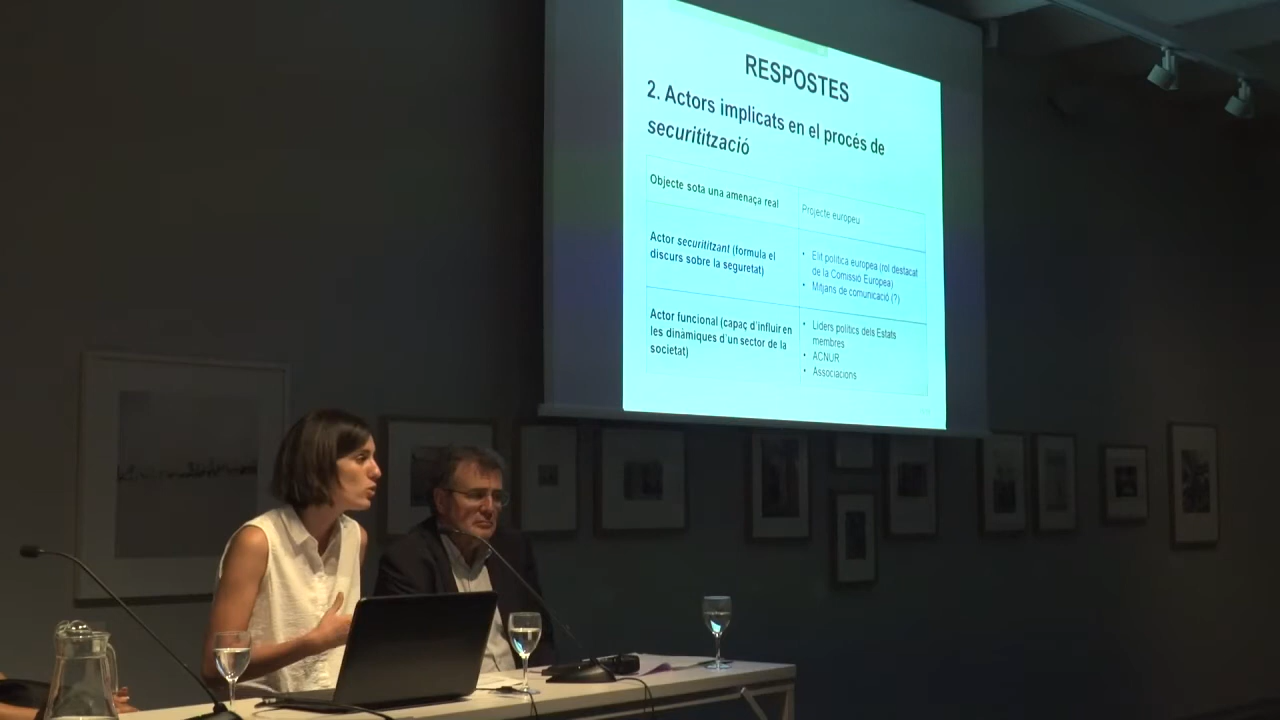 RESPOSTES
2. Actors implicats en el procés de
securitització
Objecte sota una amenaça real
Projecte europeu
Actor securititzant (formula el
discurs sobre la seguretat)
• Elit política europea (rol destacat
de la Comissió Europea)
• Mitjans de comunicació (?)
Actor funcional (capaç d'influir en
les dinàmiques d'un sector de la
societat)
• Líders polítics dels Estats
membres
• ACNUR
• Associacions